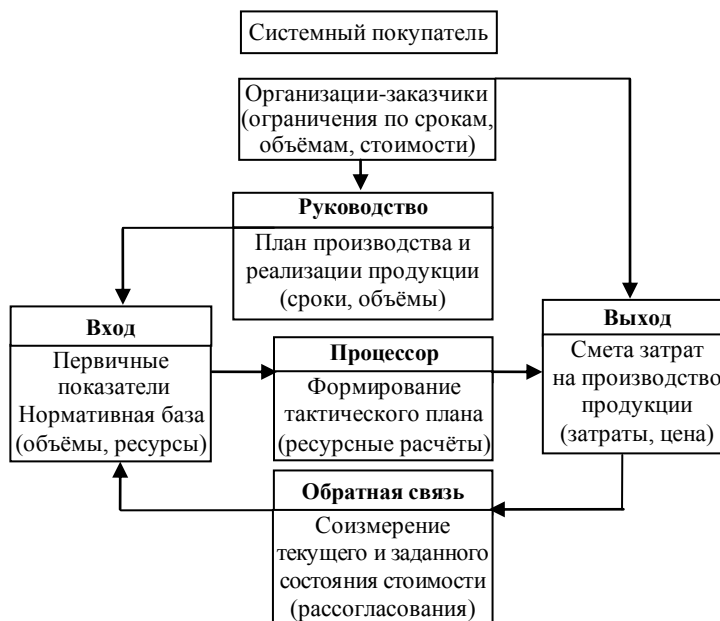 Системный покупатель
Организации-заказчики
(ограничения по срокам,
объёмам, стоимости)
Руководство
План производства и
реализации продукции
(сроки, объёмы)
Вход
Первичные
показатели
Нормативная база
(объёмы, ресурсы)
Процессор
Формирование
тактического плана
(ресурсные расчёты)
Выход
Смета затрат
на производство
продукции
(затраты, цена)
Обратная связь
Соизмерение
текущего и заданного
состояния стоимости
(рассогласования)